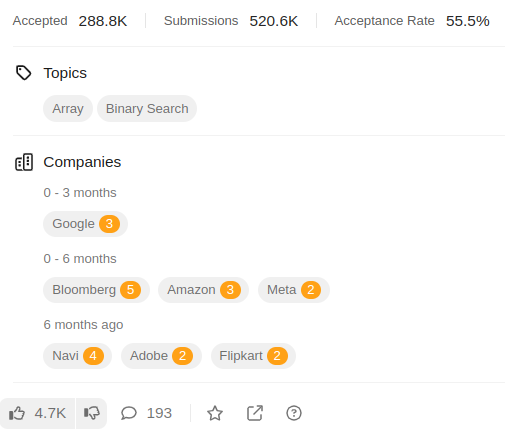 Accepted 288.8K Submissions 520.6K Acceptance Rate 55.5%
Topics
Array Binary Search
Companies
0 - 3 months
Google 3
0 - 6 months
Bloomberg 5 Amazon 3 Meta 2
6 months ago
Navi 4 Adobe 2 Flipkart 2
4.7K 193